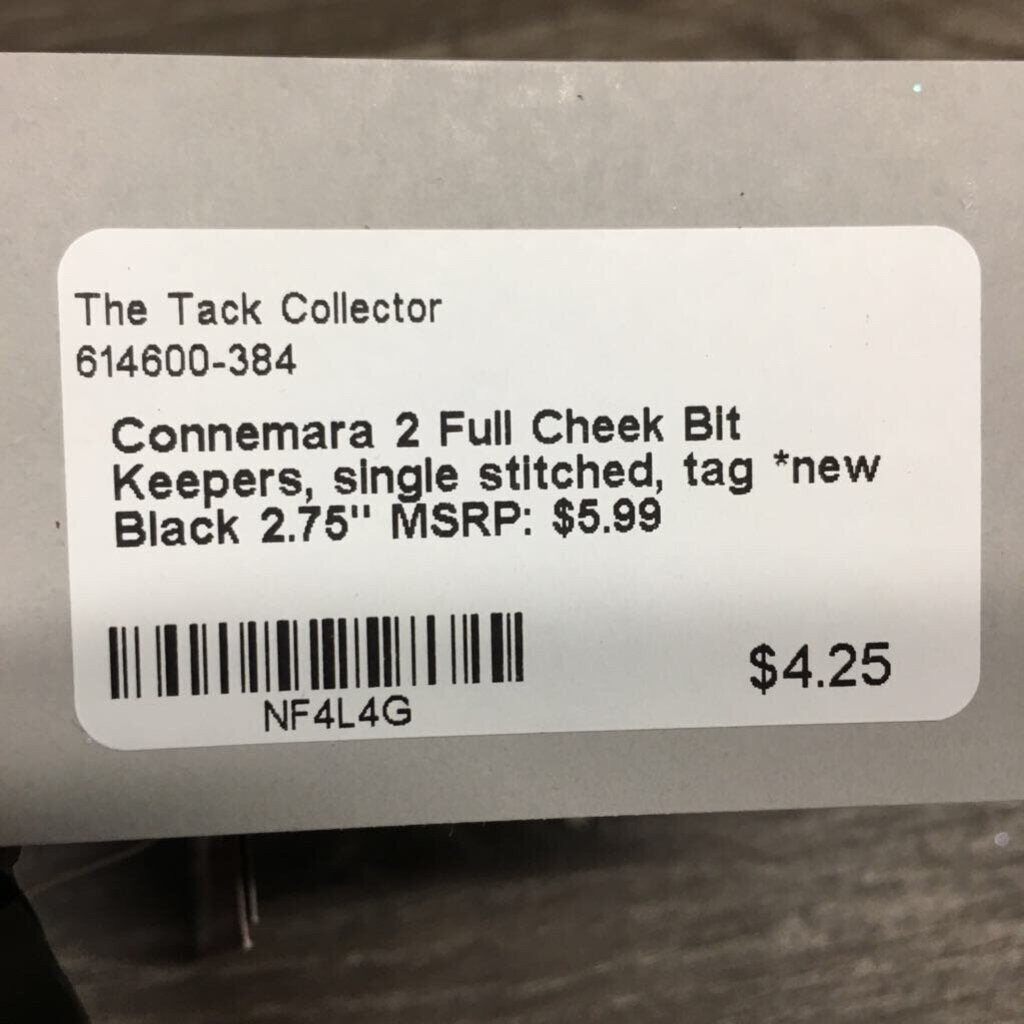 The Tack Collector
614600-384
Connemara 2 Full Cheek Bit
Keepers, single stitched, tag *new
Black 2.75" MSRP: $5.99
NF4L4G
$4.25